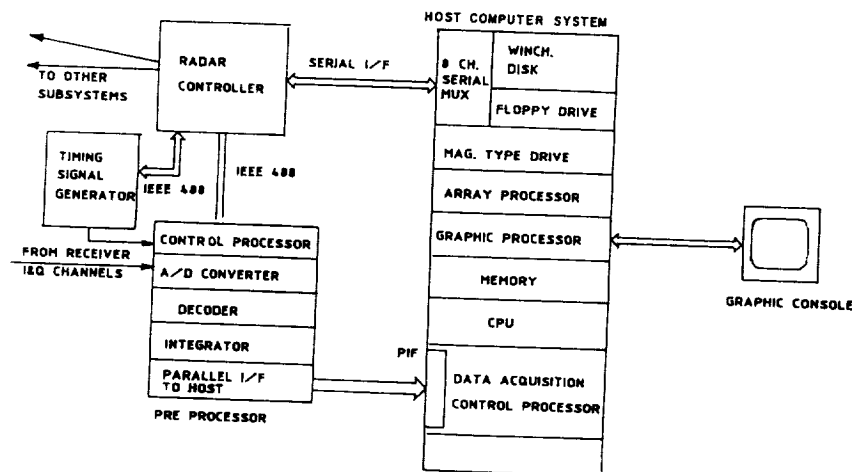 HOST COMPUTER SYSTEM
RADAR
CONTROLLER
TO OTHER
SUBSYSTEMS
SERIAL I/F
8 CH.
SERIAL
MUX
WINCH.
DISK
FLOPPY DRIVE
TIMING
SIGNAL
GENERATOR
IEEE 488
IEEE 488
MAG. TYPE DRIVE
ARRAY PROCESSOR
GRAPHIC PROCESSOR
MEMORY
CPU
PIF
DATA ACQUISITION
CONTROL PROCESSOR
GRAPHIC CONSOLE
FROM RECEIVER
I&Q CHANNELS
CONTROL PROCESSOR
A/D CONVERTER
DECODER
INTEGRATOR
PARALLEL I/F
TO HOST
PRE PROCESSOR